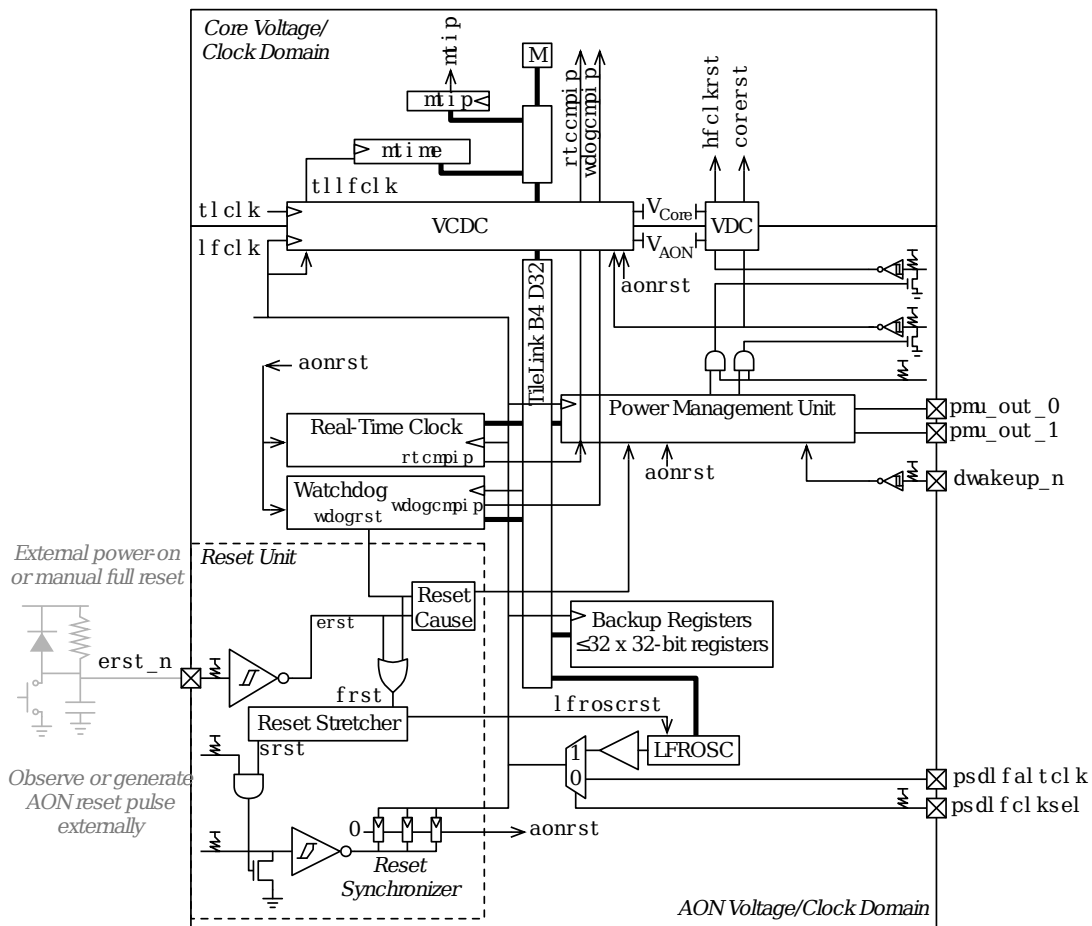 Core Voltage/
Clock Domain
mtip
M
mtip
mtime
tllfclk
rtccmpip
wdogcmpip
hfclkrst
corerst
tlclk
lfclk
VCDC
VCore
VAON
VDC
aonrst
TileLink B4 D32
aonrst
Power Management Unit
pmu_out_0
pmu_out_1
Real-Time Clock
rtcmpip
aonrst
dwakeup_n
Watchdog
wdogcmpip
wdogrst
External power-on
or manual full reset
Reset Unit
Reset
Cause
erst
Backup Registers
≤32 x 32-bit registers
erst_n
frst
Reset Stretcher
lfroscrst
srst
LFROSC
1
0
Observe or generate
AON reset pulse
externally
psdlfaltclk
psdlfclksel
0
aonrst
Reset
Synchronizer
AON Voltage/Clock Domain